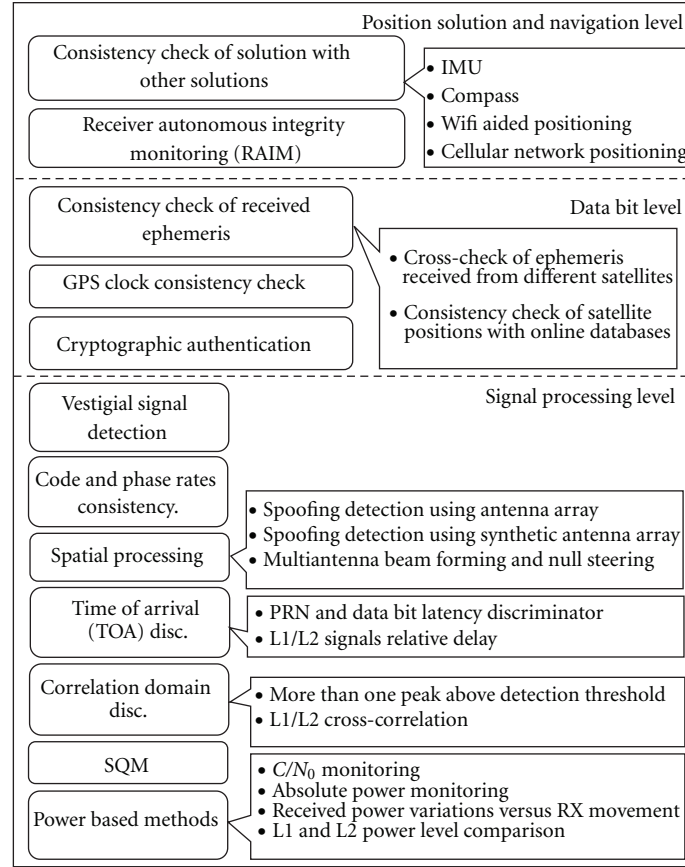 Position solution and navigation level
Consistency check of solution with
other solutions
• IMU
• Compass
• Wifi aided positioning
• Cellular network positioning
Receiver autonomous integrity
monitoring (RAIM)
Data bit level
Consistency check of received
ephemeris
• Cross-check of ephemeris
received from different satellites
• Consistency check of satellite
positions with online databases
GPS clock consistency check
Cryptographic authentication
Signal processing level
Vestigial signal
detection
Code and phase rates
consistency.
Spatial processing
• Spoofing detection using antenna array
• Spoofing detection using synthetic antenna array
• Multiantenna beam forming and null steering
Time of arrival
(TOA) disc.
• PRN and data bit latency discriminator
• L1/L2 signals relative delay
Correlation domain
disc.
• More than one peak above detection threshold
• L1/L2 cross-correlation
SQM
Power based methods
• C/N₀ monitoring
• Absolute power monitoring
• Received power variations versus RX movement
• L1 and L2 power level comparison